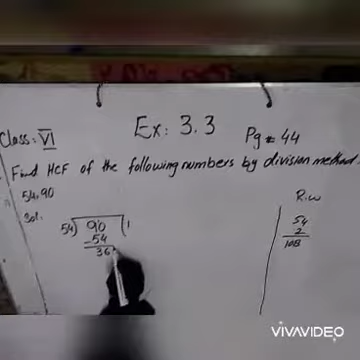 Ex: 3.3
Class: VI
Pg# 44
Find HCF of the following numbers by division method.
54,90
Sol:
R.w
54) 90 (1
-54
36
54
2
108
VIVAVIDEO